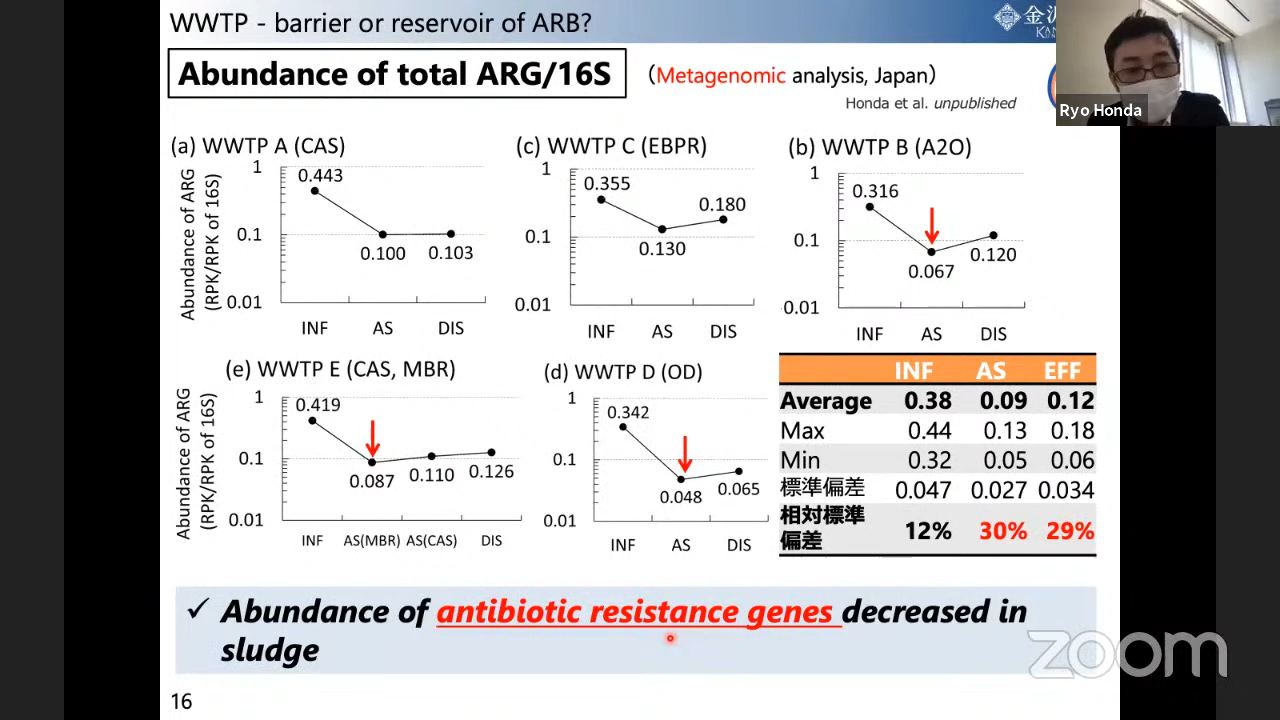 WWTP - barrier or reservoir of ARB?
金沢
Ryo Honda
Abundance of total ARG/16S
（Metagenomic analysis, Japan）
Honda et al. unpublished
(a) WWTP A (CAS)
Abundance of ARG
(RPK/RPK of 16S)
1
0.1
0.01
0.443
0.100
0.103
INF AS DIS
(c) WWTP C (EBPR)
1
0.1
0.01
0.355
0.130
0.180
INF AS DIS
(b) WWTP B (A2O)
1
0.1
0.01
0.316
0.067
0.120
INF AS DIS
(e) WWTP E (CAS, MBR)
Abundance of ARG
(RPK/RPK of 16S)
1
0.1
0.01
0.419
0.087
0.110
0.126
INF AS(MBR) AS(CAS) DIS
(d) WWTP D (OD)
1
0.1
0.01
0.342
0.048
0.065
INF AS DIS
INF AS EFF
Average 0.38 0.09 0.12
Max 0.44 0.13 0.18
Min 0.32 0.05 0.06
標準偏差 0.047 0.027 0.034
相対標準
偏差 12% 30% 29%
✓ Abundance of antibiotic resistance genes decreased in
sludge
zoom
16